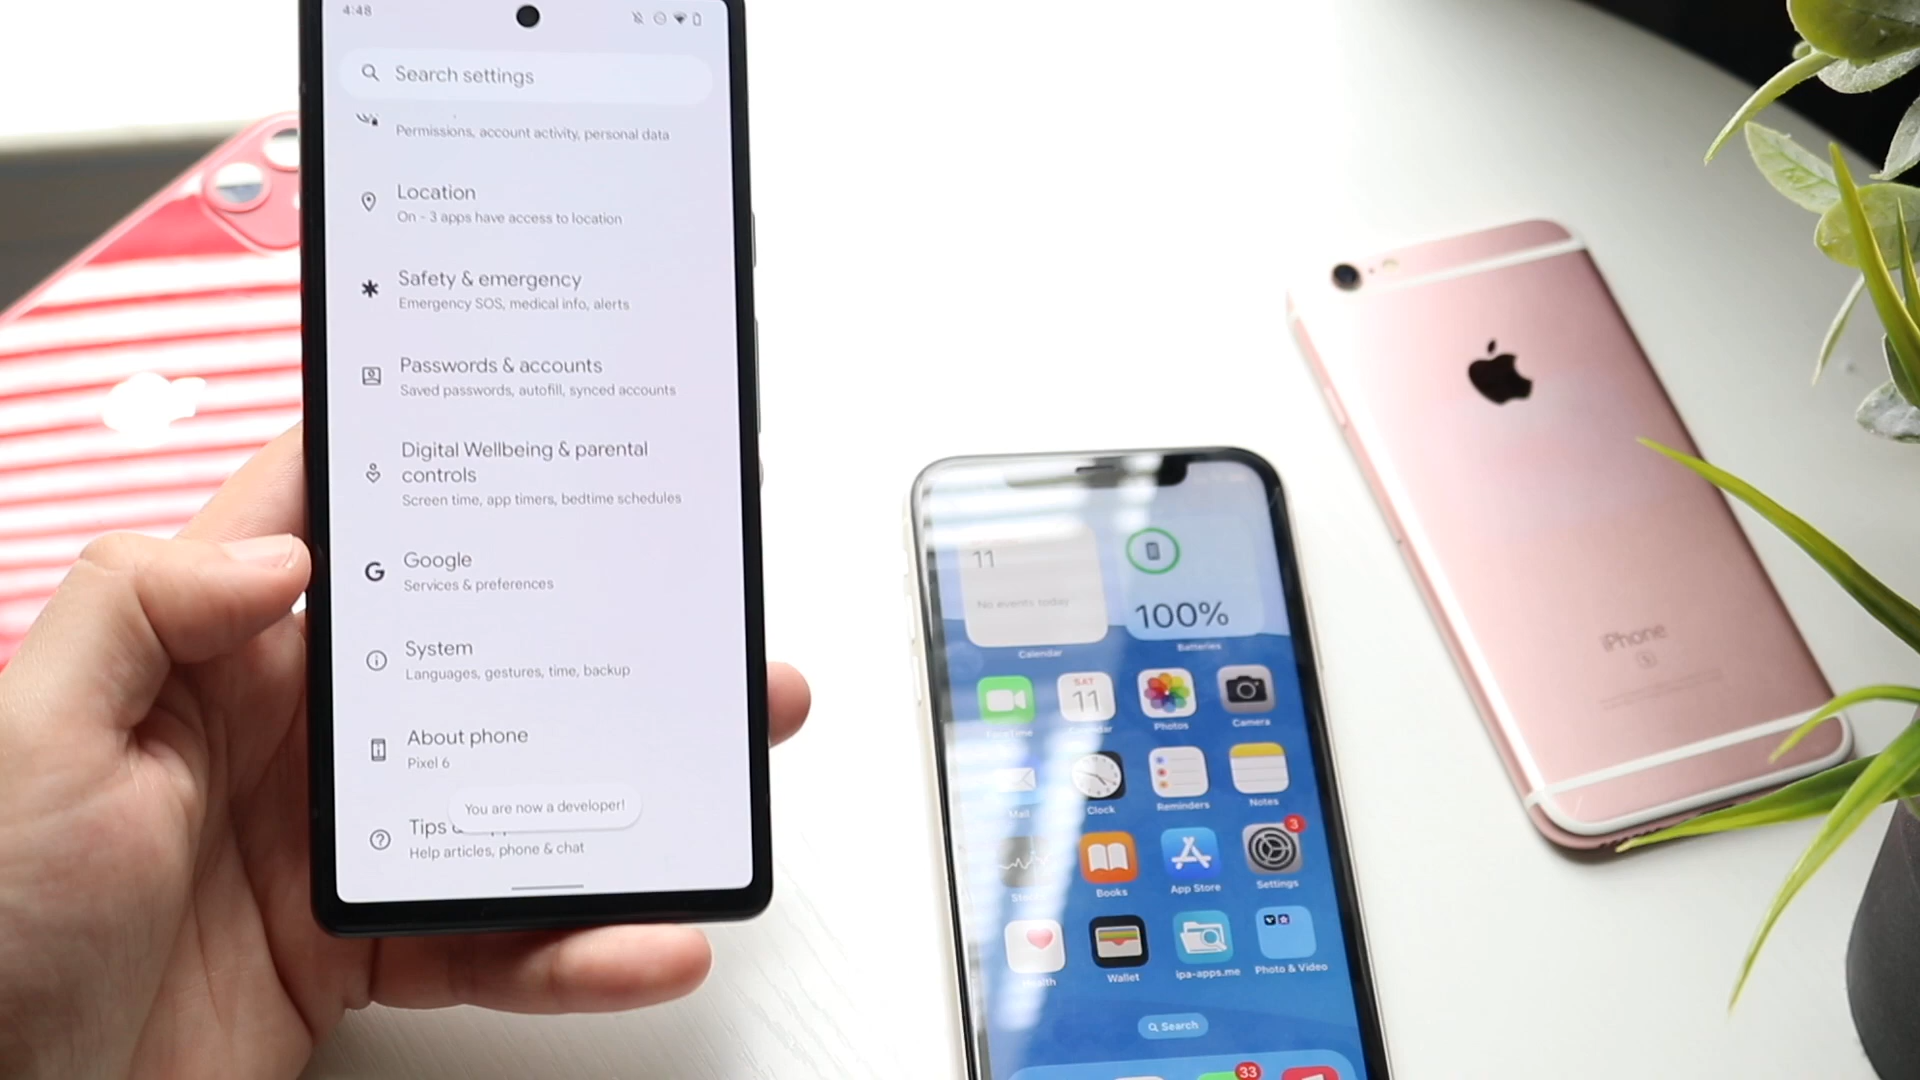 4:48
Search settings
Permissions, account activity, personal data
Location
On - 3 apps have access to location
Safety & emergency
Emergency SOS, medical info, alerts
Passwords & accounts
Saved passwords, autofill, synced accounts
Digital Wellbeing & parental
controls
Screen time, app timers, bedtime schedules
Google
Services & preferences
System
Languages, gestures, time, backup
About phone
Pixel 6
You are now a developer!
Tips
Help articles, phone & chat
11
No events today
100%
Calendar
Batteries
SAT
11
FaceTime
Calendar
Photos
Camera
Mail
Clock
Reminders
Notes
3
Books
App Store
Settings
Health
Wallet
ipa-apps.me
Photo & Video
Search
33
iPhone
S